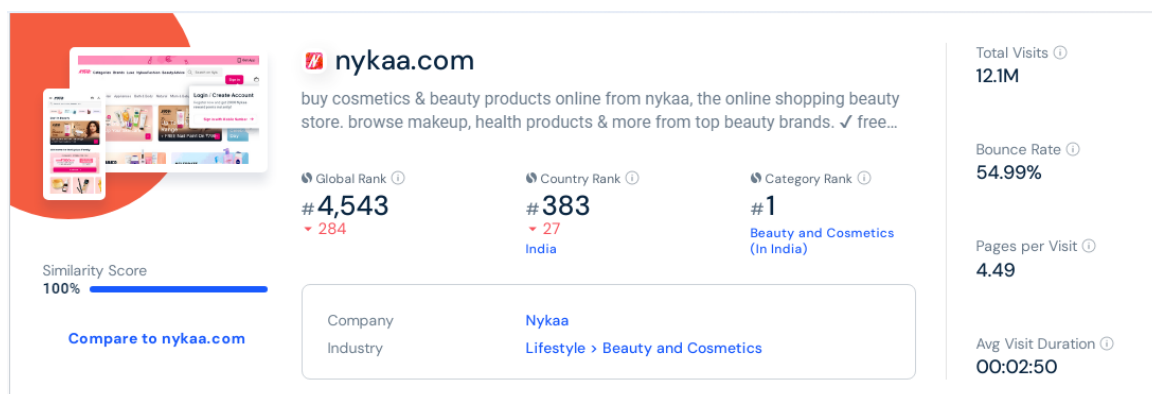 nykaa.com
buy cosmetics & beauty products online from nykaa, the online shopping beauty
store. browse makeup, health products & more from top beauty brands. ✓ free...
Global Rank
#4,543
284
Country Rank
#383
27
India
Category Rank
#1
Beauty and Cosmetics
(In India)
Similarity Score
100%
Compare to nykaa.com
Company
Nykaa
Industry
Lifestyle > Beauty and Cosmetics
Total Visits
12.1M
Bounce Rate
54.99%
Pages per Visit
4.49
Avg Visit Duration
00:02:50
Login / Create Account